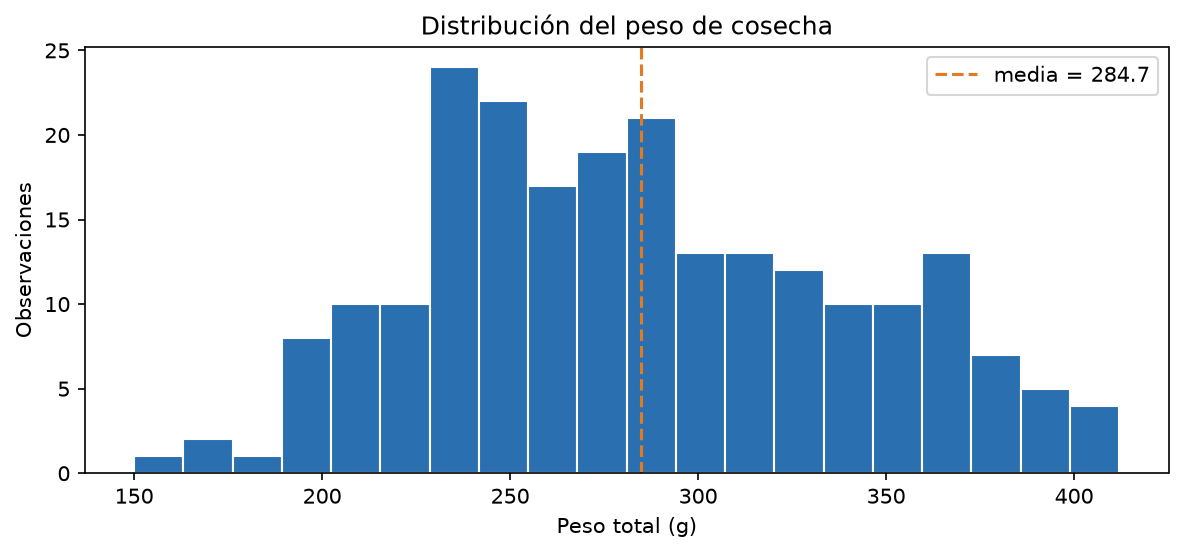 Distribución del peso de cosecha
media = 284.7
Observaciones
25
20
15
10
5
0
150 200 250 300 350 400
Peso total (g)